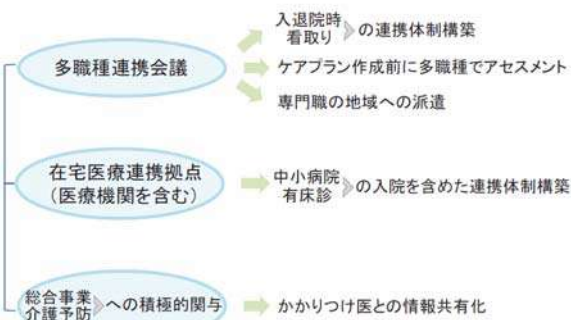 多職種連携会議
入退院時
看取り
の連携体制構築
ケアプラン作成前に多職種でアセスメント
専門職の地域への派遣
在宅医療連携拠点
(医療機関を含む)
中小病院
有床診
の入院を含めた連携体制構築
総合事業
介護予防
への積極的関与
かかりつけ医との情報共有化